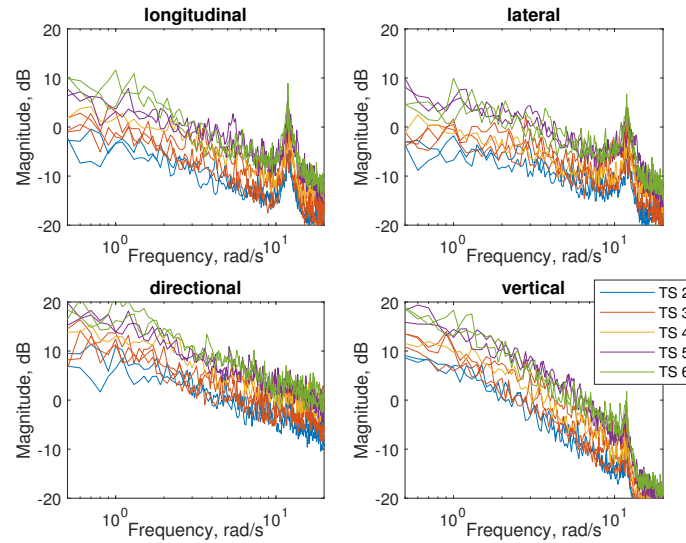 longitudinal
20
10
0
-10
-20
Magnitude, dB
10^0
10^1
Frequency, rad/s
lateral
20
10
0
-10
-20
Magnitude, dB
10^0
10^1
Frequency, rad/s
directional
20
10
0
-10
-20
Magnitude, dB
10^0
10^1
Frequency, rad/s
vertical
20
10
0
-10
-20
Magnitude, dB
10^0
10^1
Frequency, rad/s
TS 2
TS 3
TS 4
TS 5
TS 6